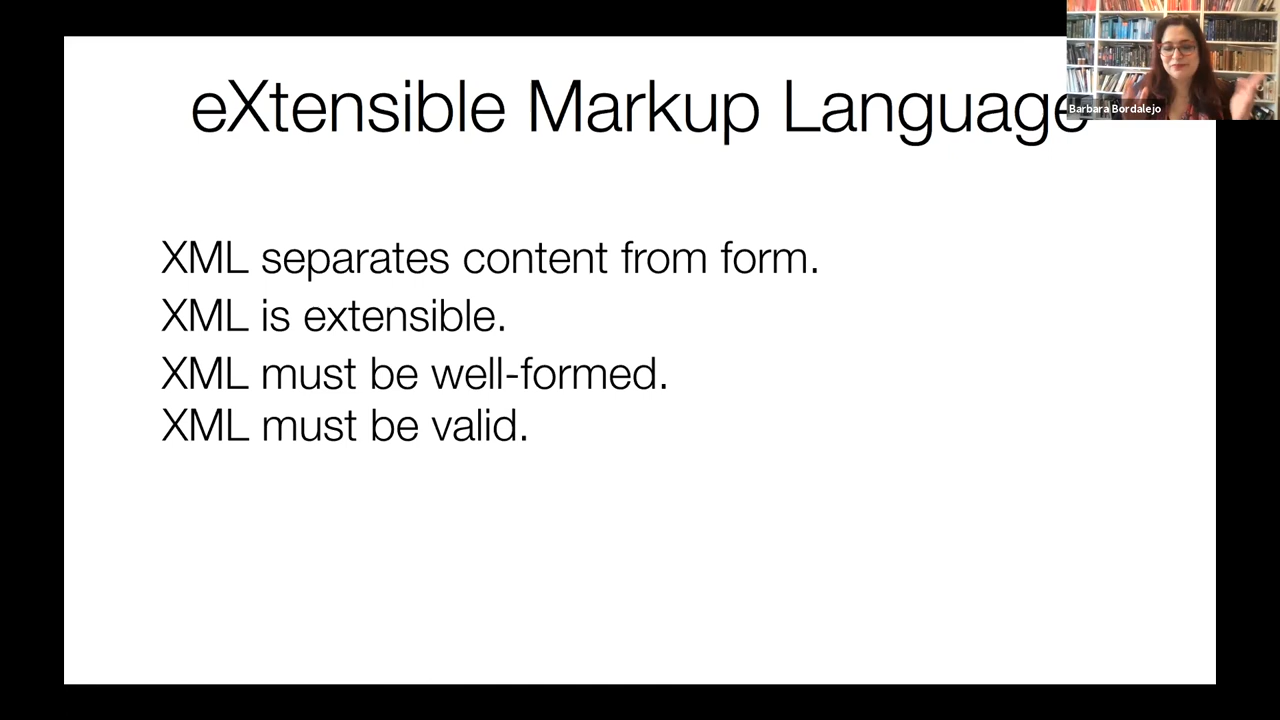 eXtensible Markup Language
Barbara Bordalejo
XML separates content from form.
XML is extensible.
XML must be well-formed.
XML must be valid.